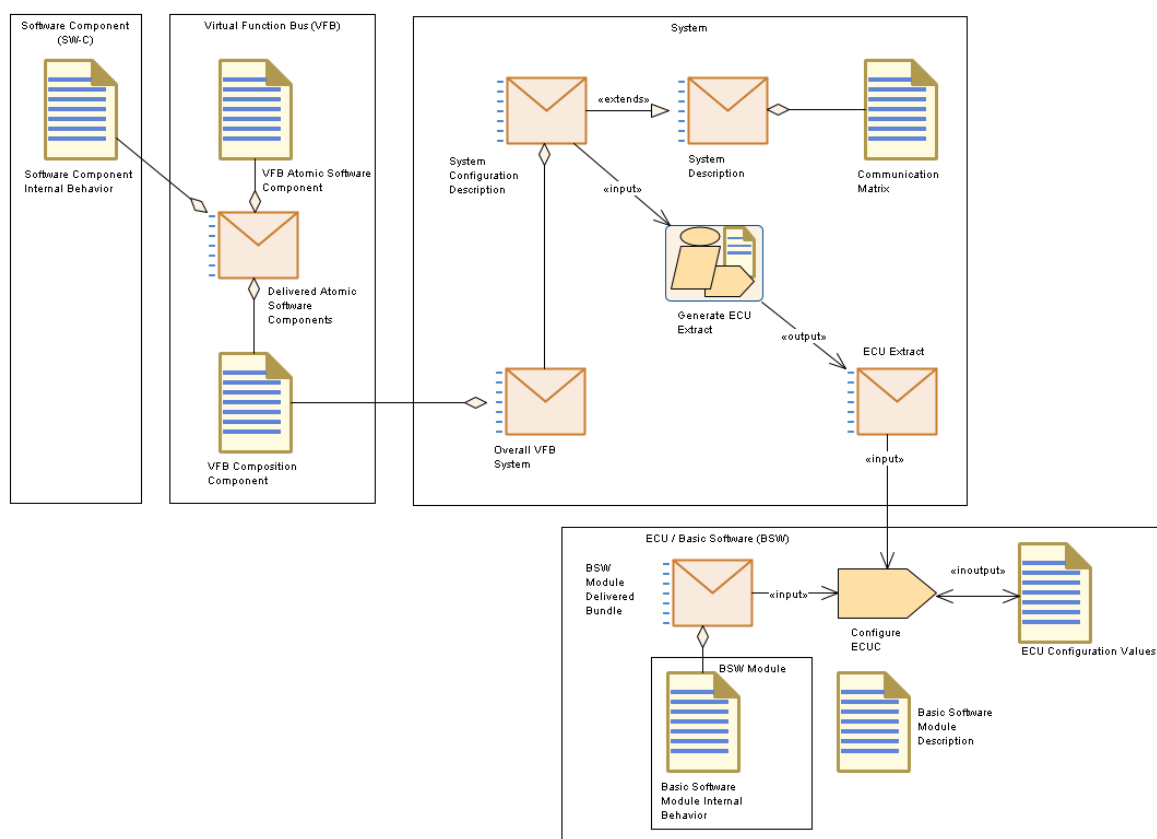 Software Component
(SW-C)
Virtual Function Bus (VFB)
System
Software Component
Internal Behavior
VFB Atomic Software
Component
«extends»
System
Configuration
Description
System
Description
Communication
Matrix
«input»
Delivered Atomic
Software
Components
Generate ECU
Extract
«output»
ECU Extract
VFB Composition
Component
Overall VFB
System
«input»
ECU / Basic Software (BSW)
BSW
Module
Delivered
Bundle
«input»
«inoutput»
Configure
ECUC
ECU Configuration Values
BSW Module
Basic Software
Module
Description
Basic Software
Module Internal
Behavior